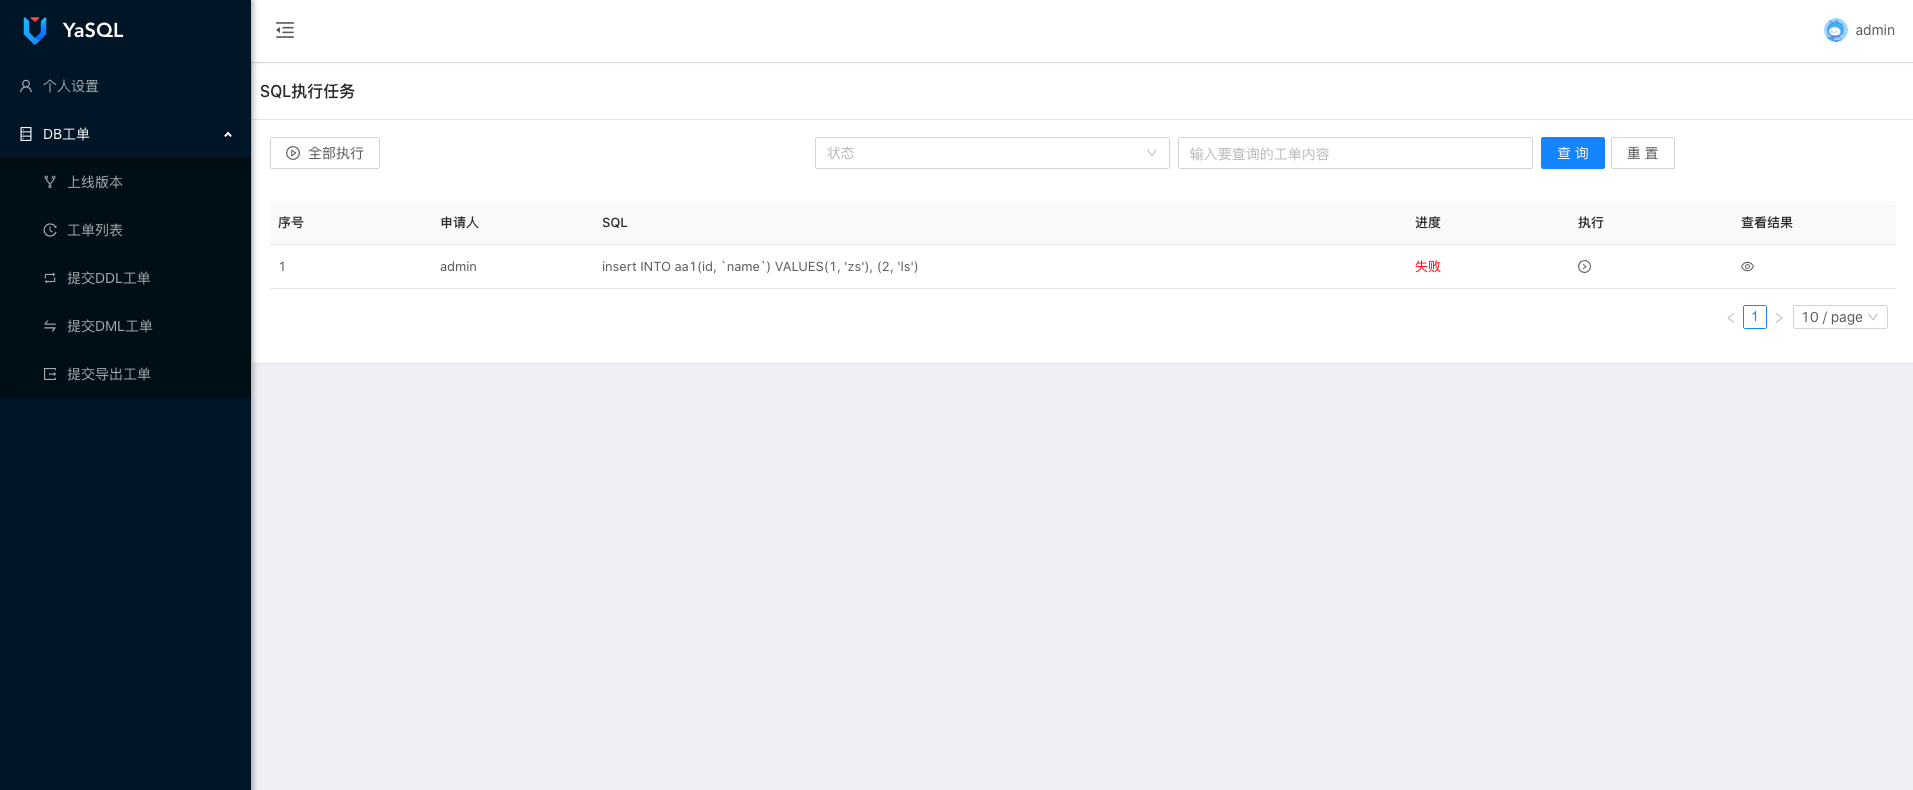 YaSQL
admin
个人设置
DB工单
上线版本
工单列表
提交DDL工单
提交DML工单
提交导出工单
SQL执行任务
全部执行
状态
输入要查询的工单内容
查 询
重 置
序号 申请人 SQL 进度 执行 查看结果
1 admin insert INTO aa1(id, `name`) VALUES(1, 'zs'), (2, 'ls') 失败
1 10 / page